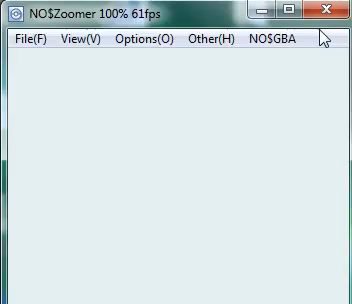 NO$Zoomer 100% 61fps
File(F) View(V) Options(O) Other(H) NO$GBA